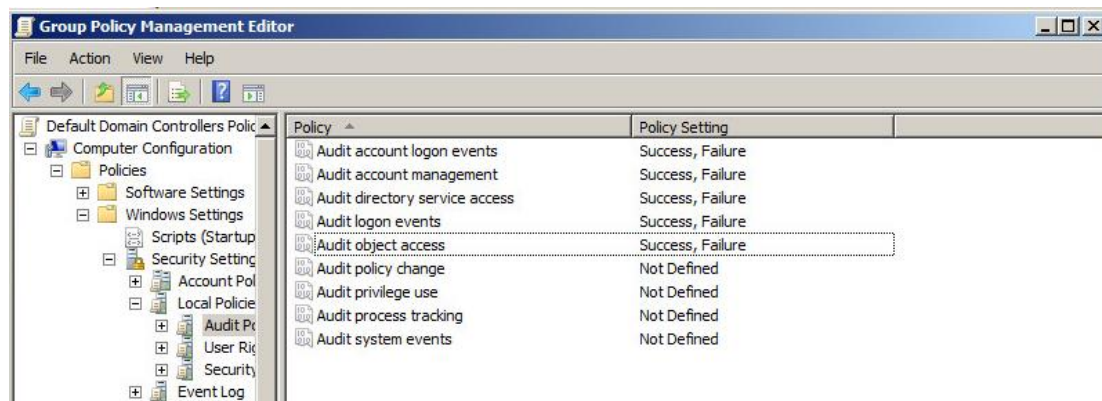 Group Policy Management Editor
File Action View Help
Default Domain Controllers Polic
Computer Configuration
Policies
Software Settings
Windows Settings
Scripts (Startup
Security Setting
Account Pol
Local Policie
Audit Po
User Rig
Security
Event Log
Policy Policy Setting
Audit account logon events Success, Failure
Audit account management Success, Failure
Audit directory service access Success, Failure
Audit logon events Success, Failure
Audit object access Success, Failure
Audit policy change Not Defined
Audit privilege use Not Defined
Audit process tracking Not Defined
Audit system events Not Defined